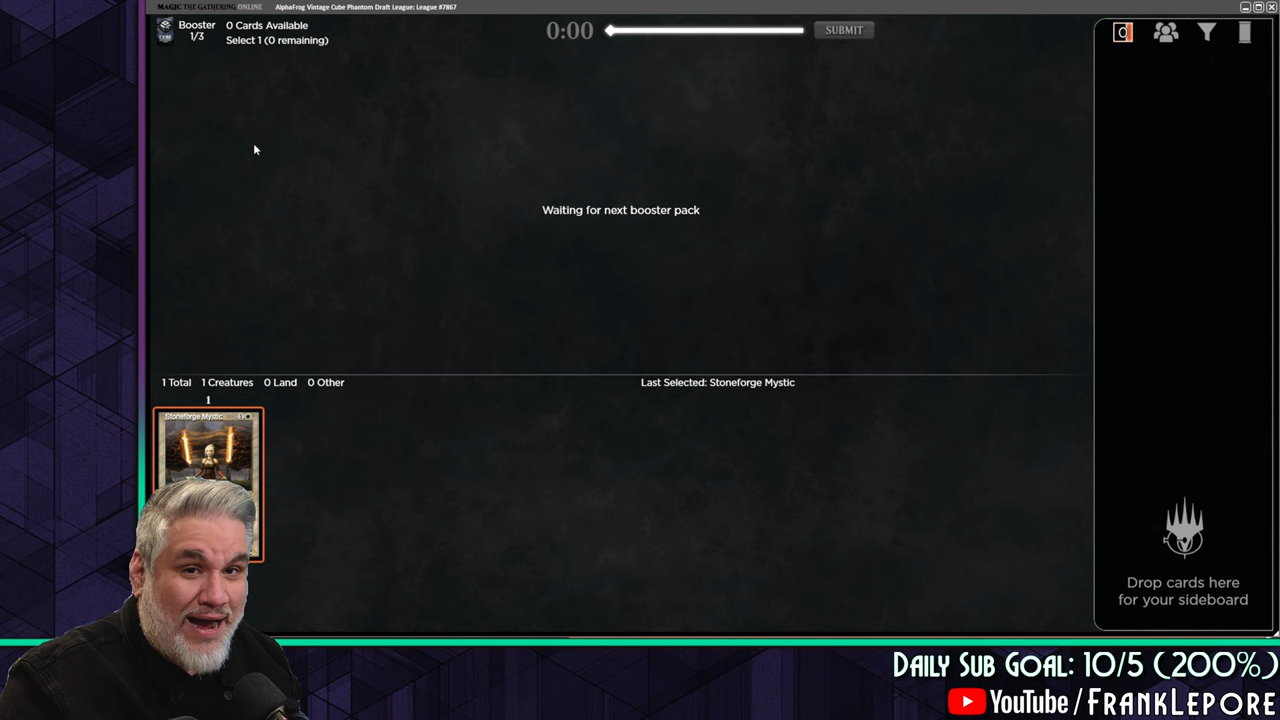 MAGIC THE GATHERING ONLINE
AlphaFrog Vintage Cube Phantom Draft League: League #7867
Booster
1/3
0 Cards Available
Select 1 (0 remaining)
0:00
SUBMIT
Waiting for next booster pack
1 Total 1 Creatures 0 Land 0 Other
Last Selected: Stoneforge Mystic
1
Stoneforge Mystic
Drop cards here
for your sideboard
Daily Sub Goal: 10/5 (200%)
YouTube/FrankLepore